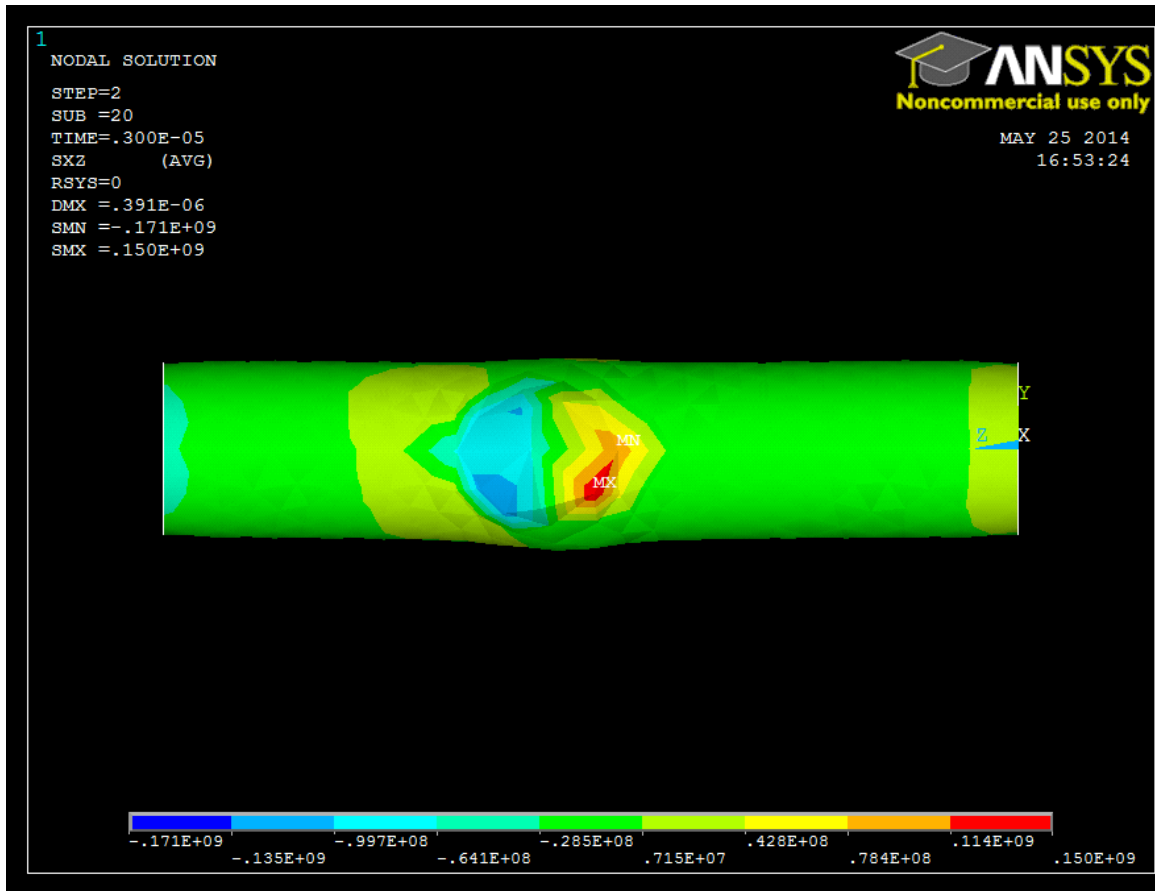 1
NODAL SOLUTION
STEP=2
SUB =20
TIME=.300E-05
SXZ (AVG)
RSYS=0
DMX =.391E-06
SMN =-.171E+09
SMX =.150E+09
ANSYS
Noncommercial use only
MAY 25 2014
16:53:24
Y
Z X
MN
MX
-.171E+09 -.997E+08 -.285E+08 .428E+08 .114E+09
-.135E+09 -.641E+08 .715E+07 .784E+08 .150E+09